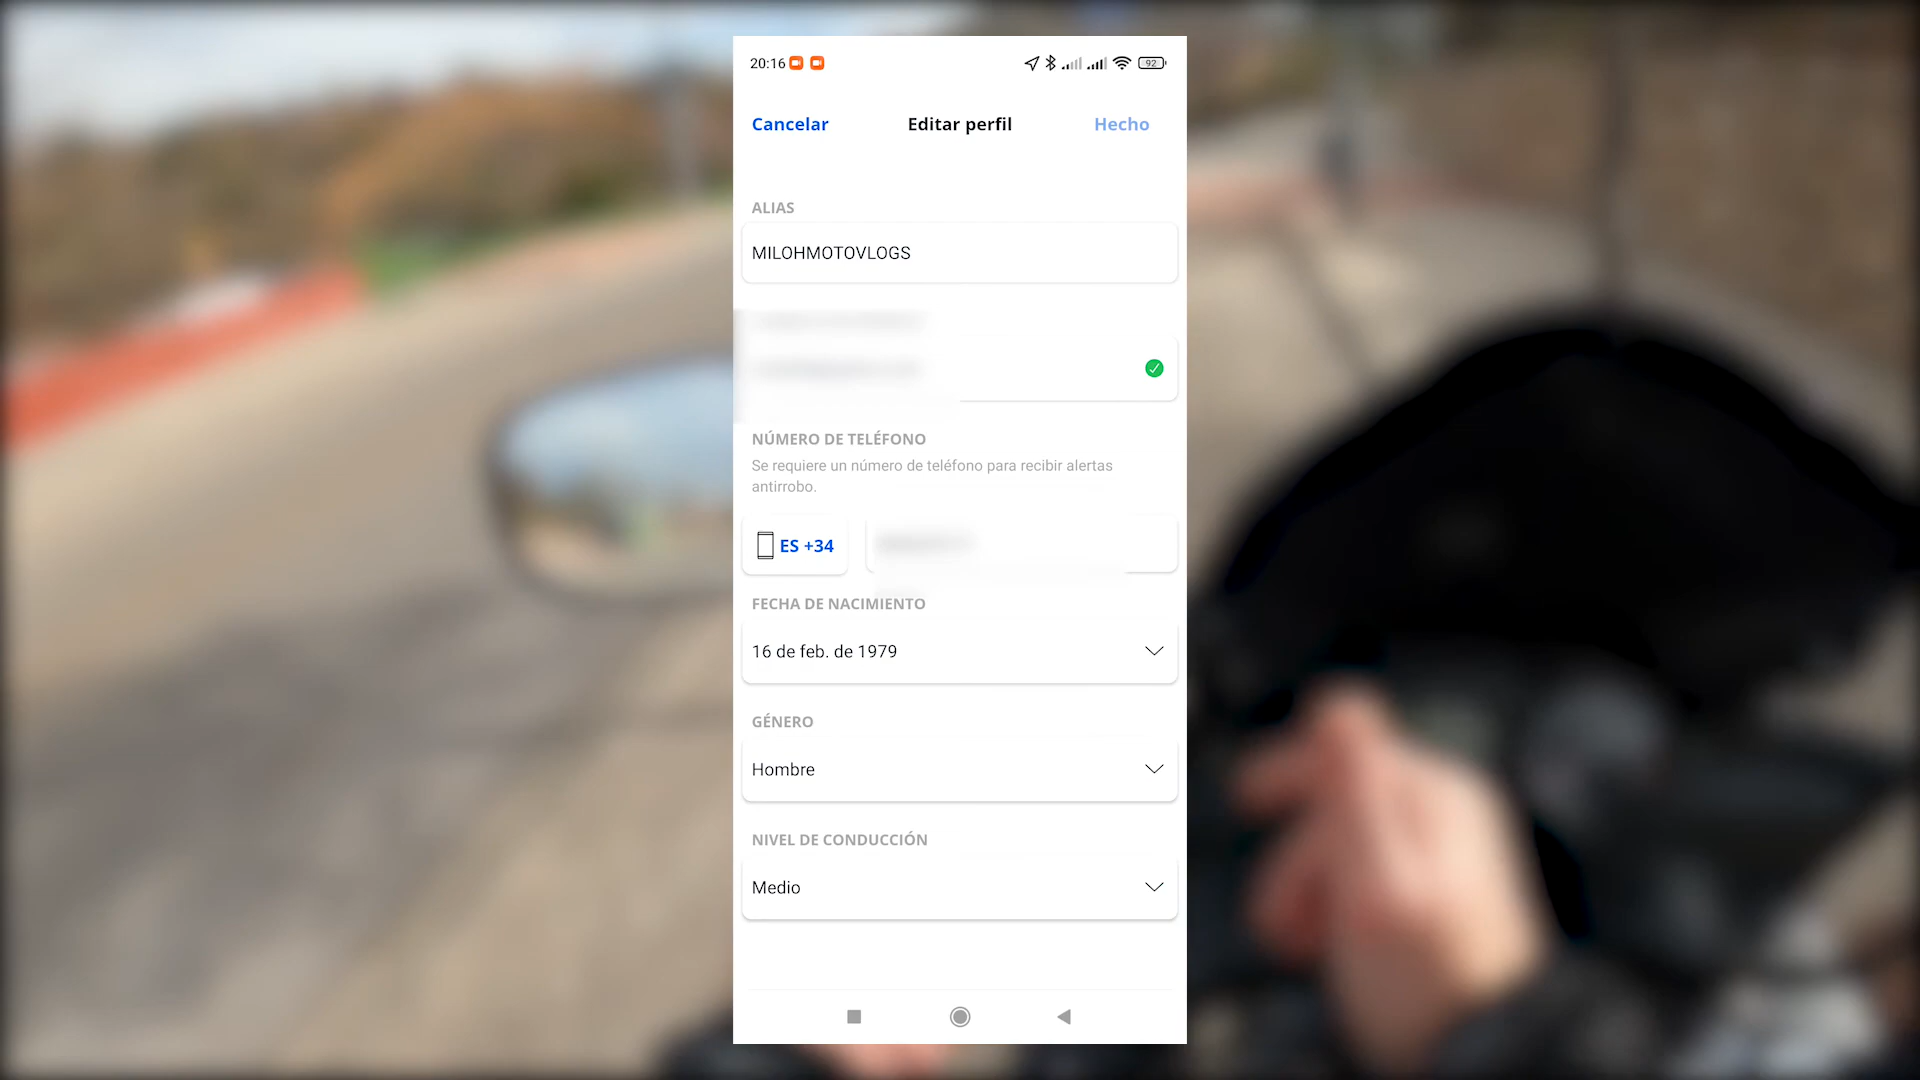 20:16
92
Cancelar
Editar perfil
Hecho
ALIAS
MILOHMOTOVLOGS
NÚMERO DE TELÉFONO
Se requiere un número de teléfono para recibir alertas
antirrobo.
ES +34
FECHA DE NACIMIENTO
16 de feb. de 1979
GÉNERO
Hombre
NIVEL DE CONDUCCIÓN
Medio